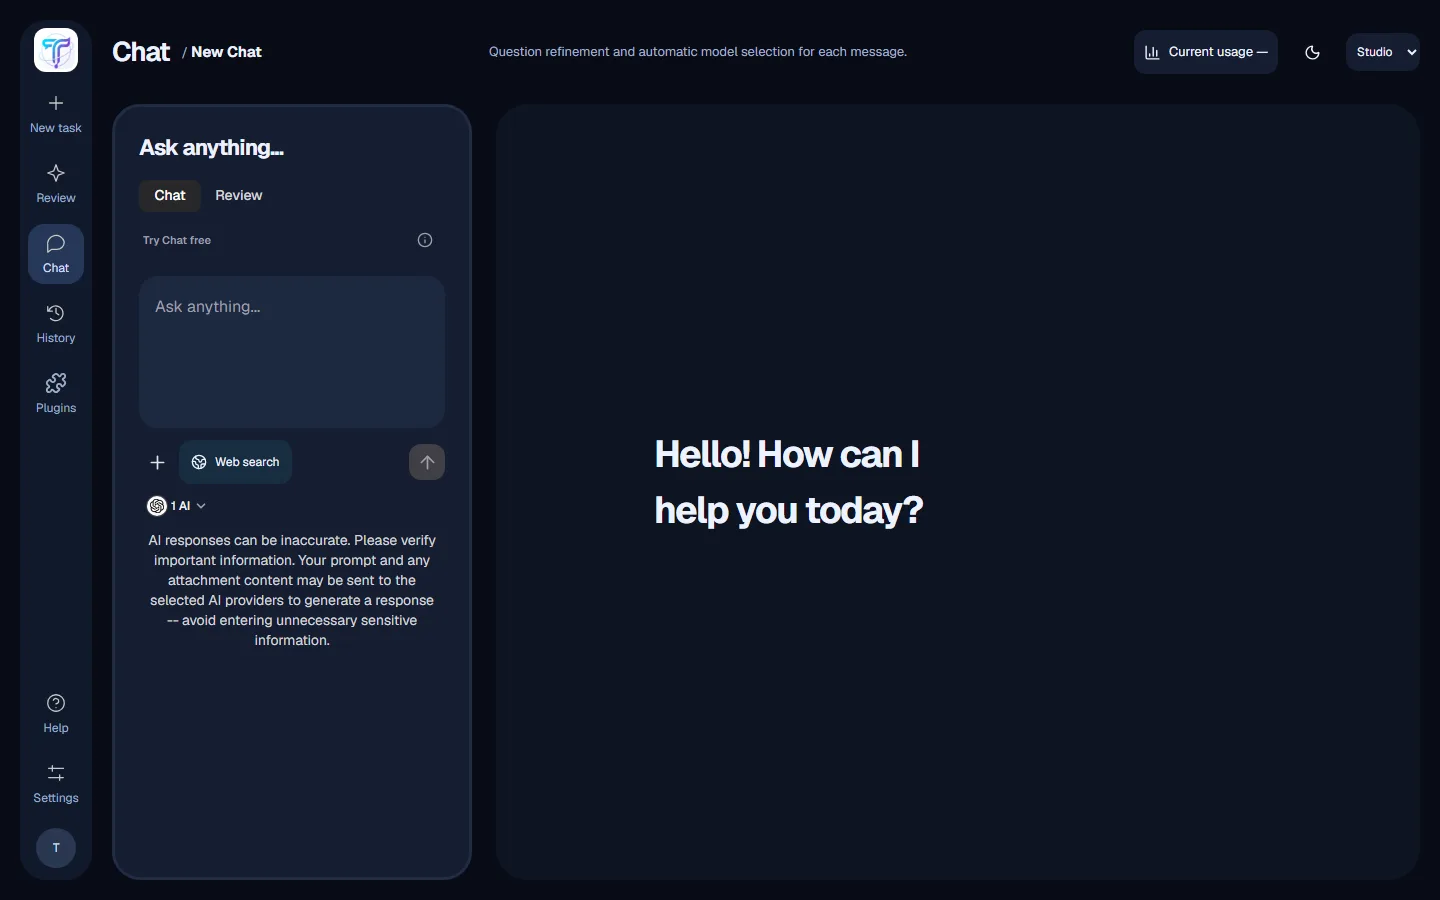 Chat / New Chat
Question refinement and automatic model selection for each message.
Current usage —
Studio
New task
Review
Chat
History
Plugins
Help
Settings
T
Ask anything...
Chat
Review
Try Chat free
Ask anything...
Web search
1 AI
AI responses can be inaccurate. Please verify
important information. Your prompt and any
attachment content may be sent to the
selected AI providers to generate a response
-- avoid entering unnecessary sensitive
information.
Hello! How can I
help you today?